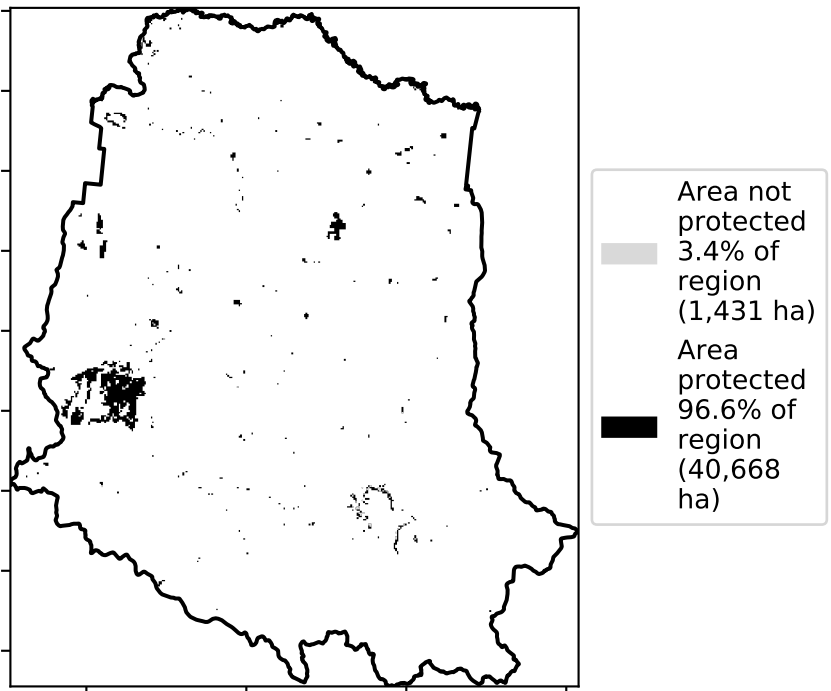 Area not
protected
3.4% of
region
(1,431 ha)
Area
protected
96.6% of
region
(40,668
ha)